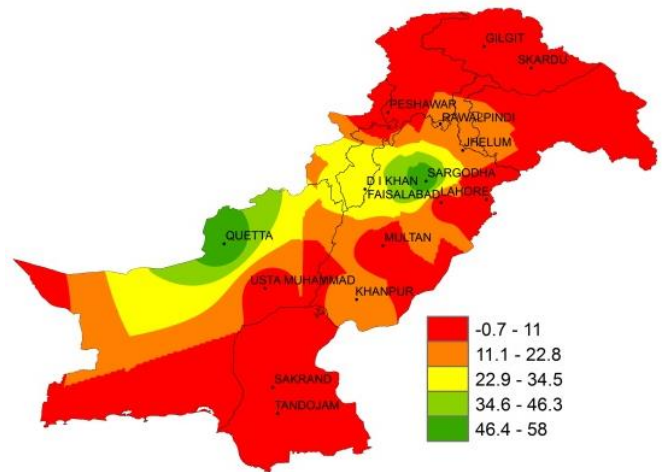 GILGIT
SKARDU
PESHAWAR
RAWALPINDI
JHELUM
SARGODHA
D I KHAN
FAISALABAD
LAHORE
QUETTA
MULTAN
USTA MUHAMMAD
KHANPUR
SAKRAND
TANDOJAM
-0.7 - 11
11.1 - 22.8
22.9 - 34.5
34.6 - 46.3
46.4 - 58